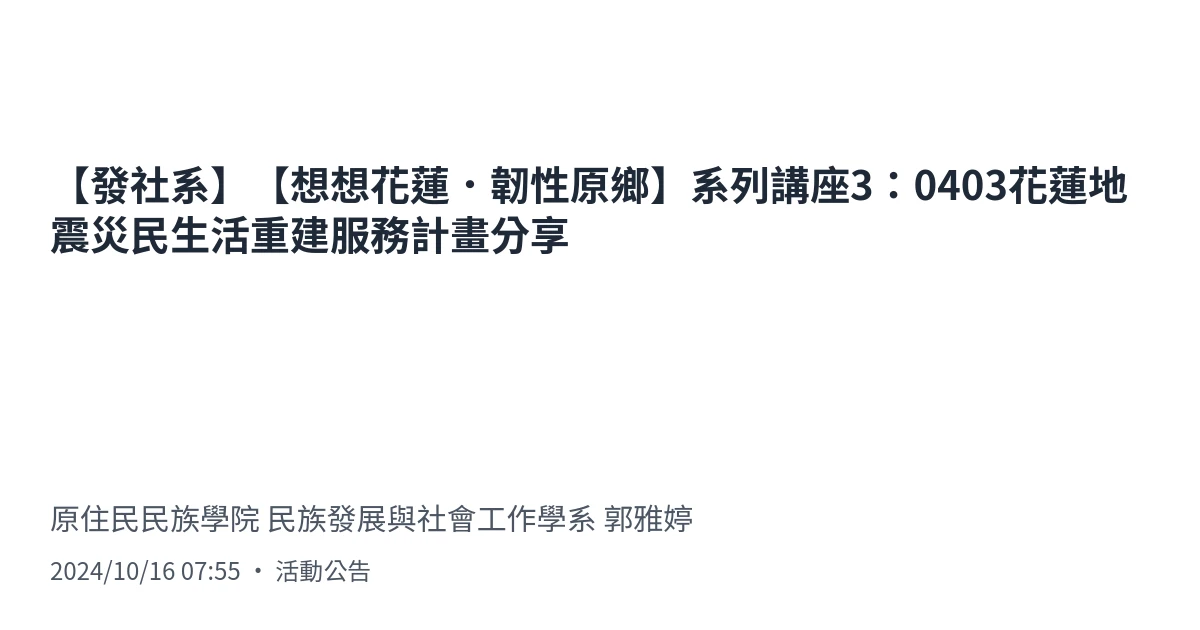 【發社系】【想想花蓮．韌性原鄉】系列講座3：0403花蓮地
震災民生活重建服務計畫分享
原住民民族學院 民族發展與社會工作學系 郭雅婷
2024/10/16 07:55 • 活動公告